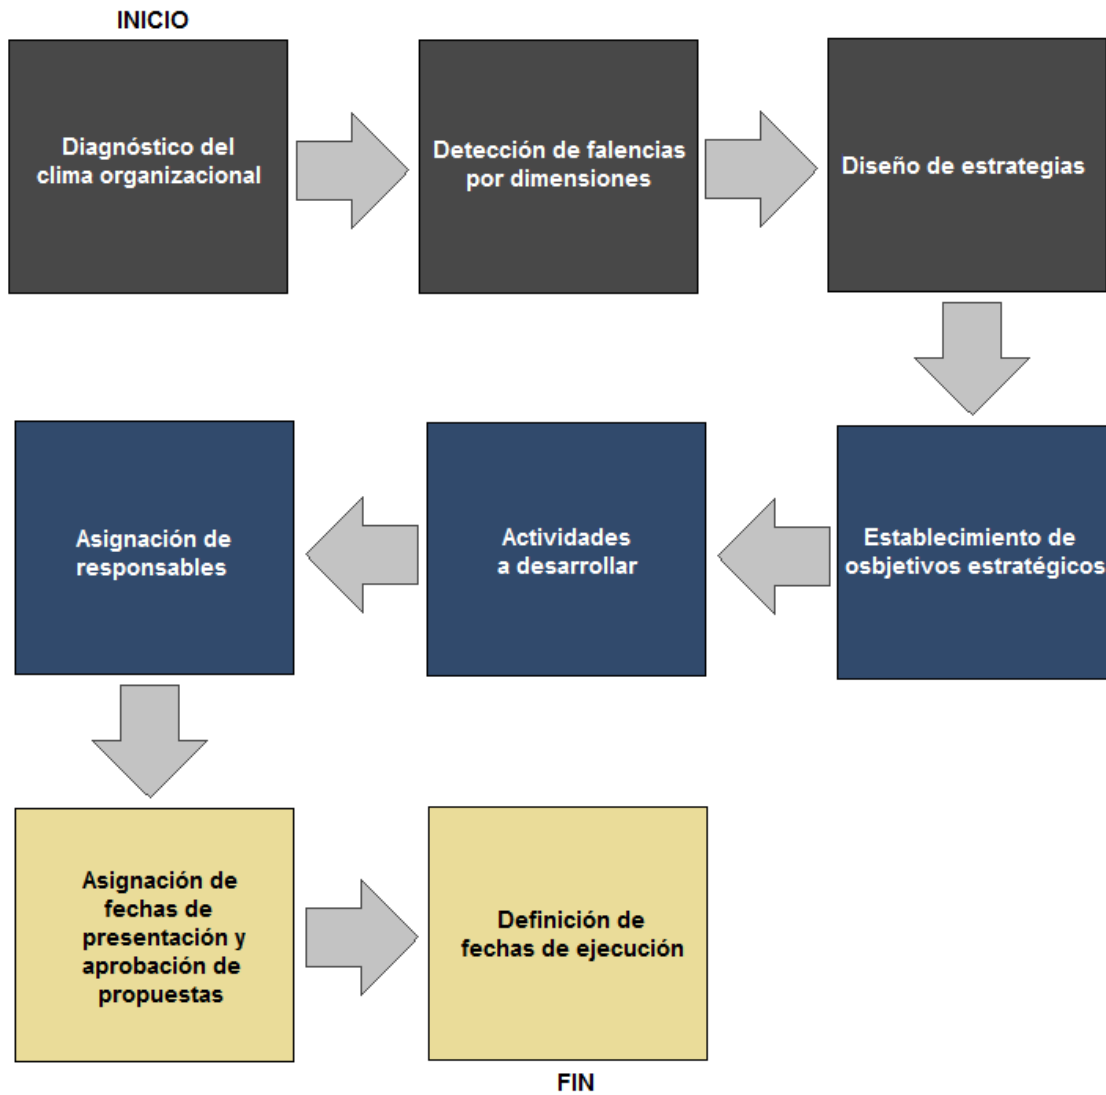 INICIO
Diagnóstico del
clima organizacional
Detección de falencias
por dimensiones
Diseño de estrategias
Establecimiento de
osbjetivos estratégicos
Actividades
a desarrollar
Asignación de
responsables
Asignación de
fechas de
presentación y
aprobación de
propuestas
Definición de
fechas de ejecución
FIN